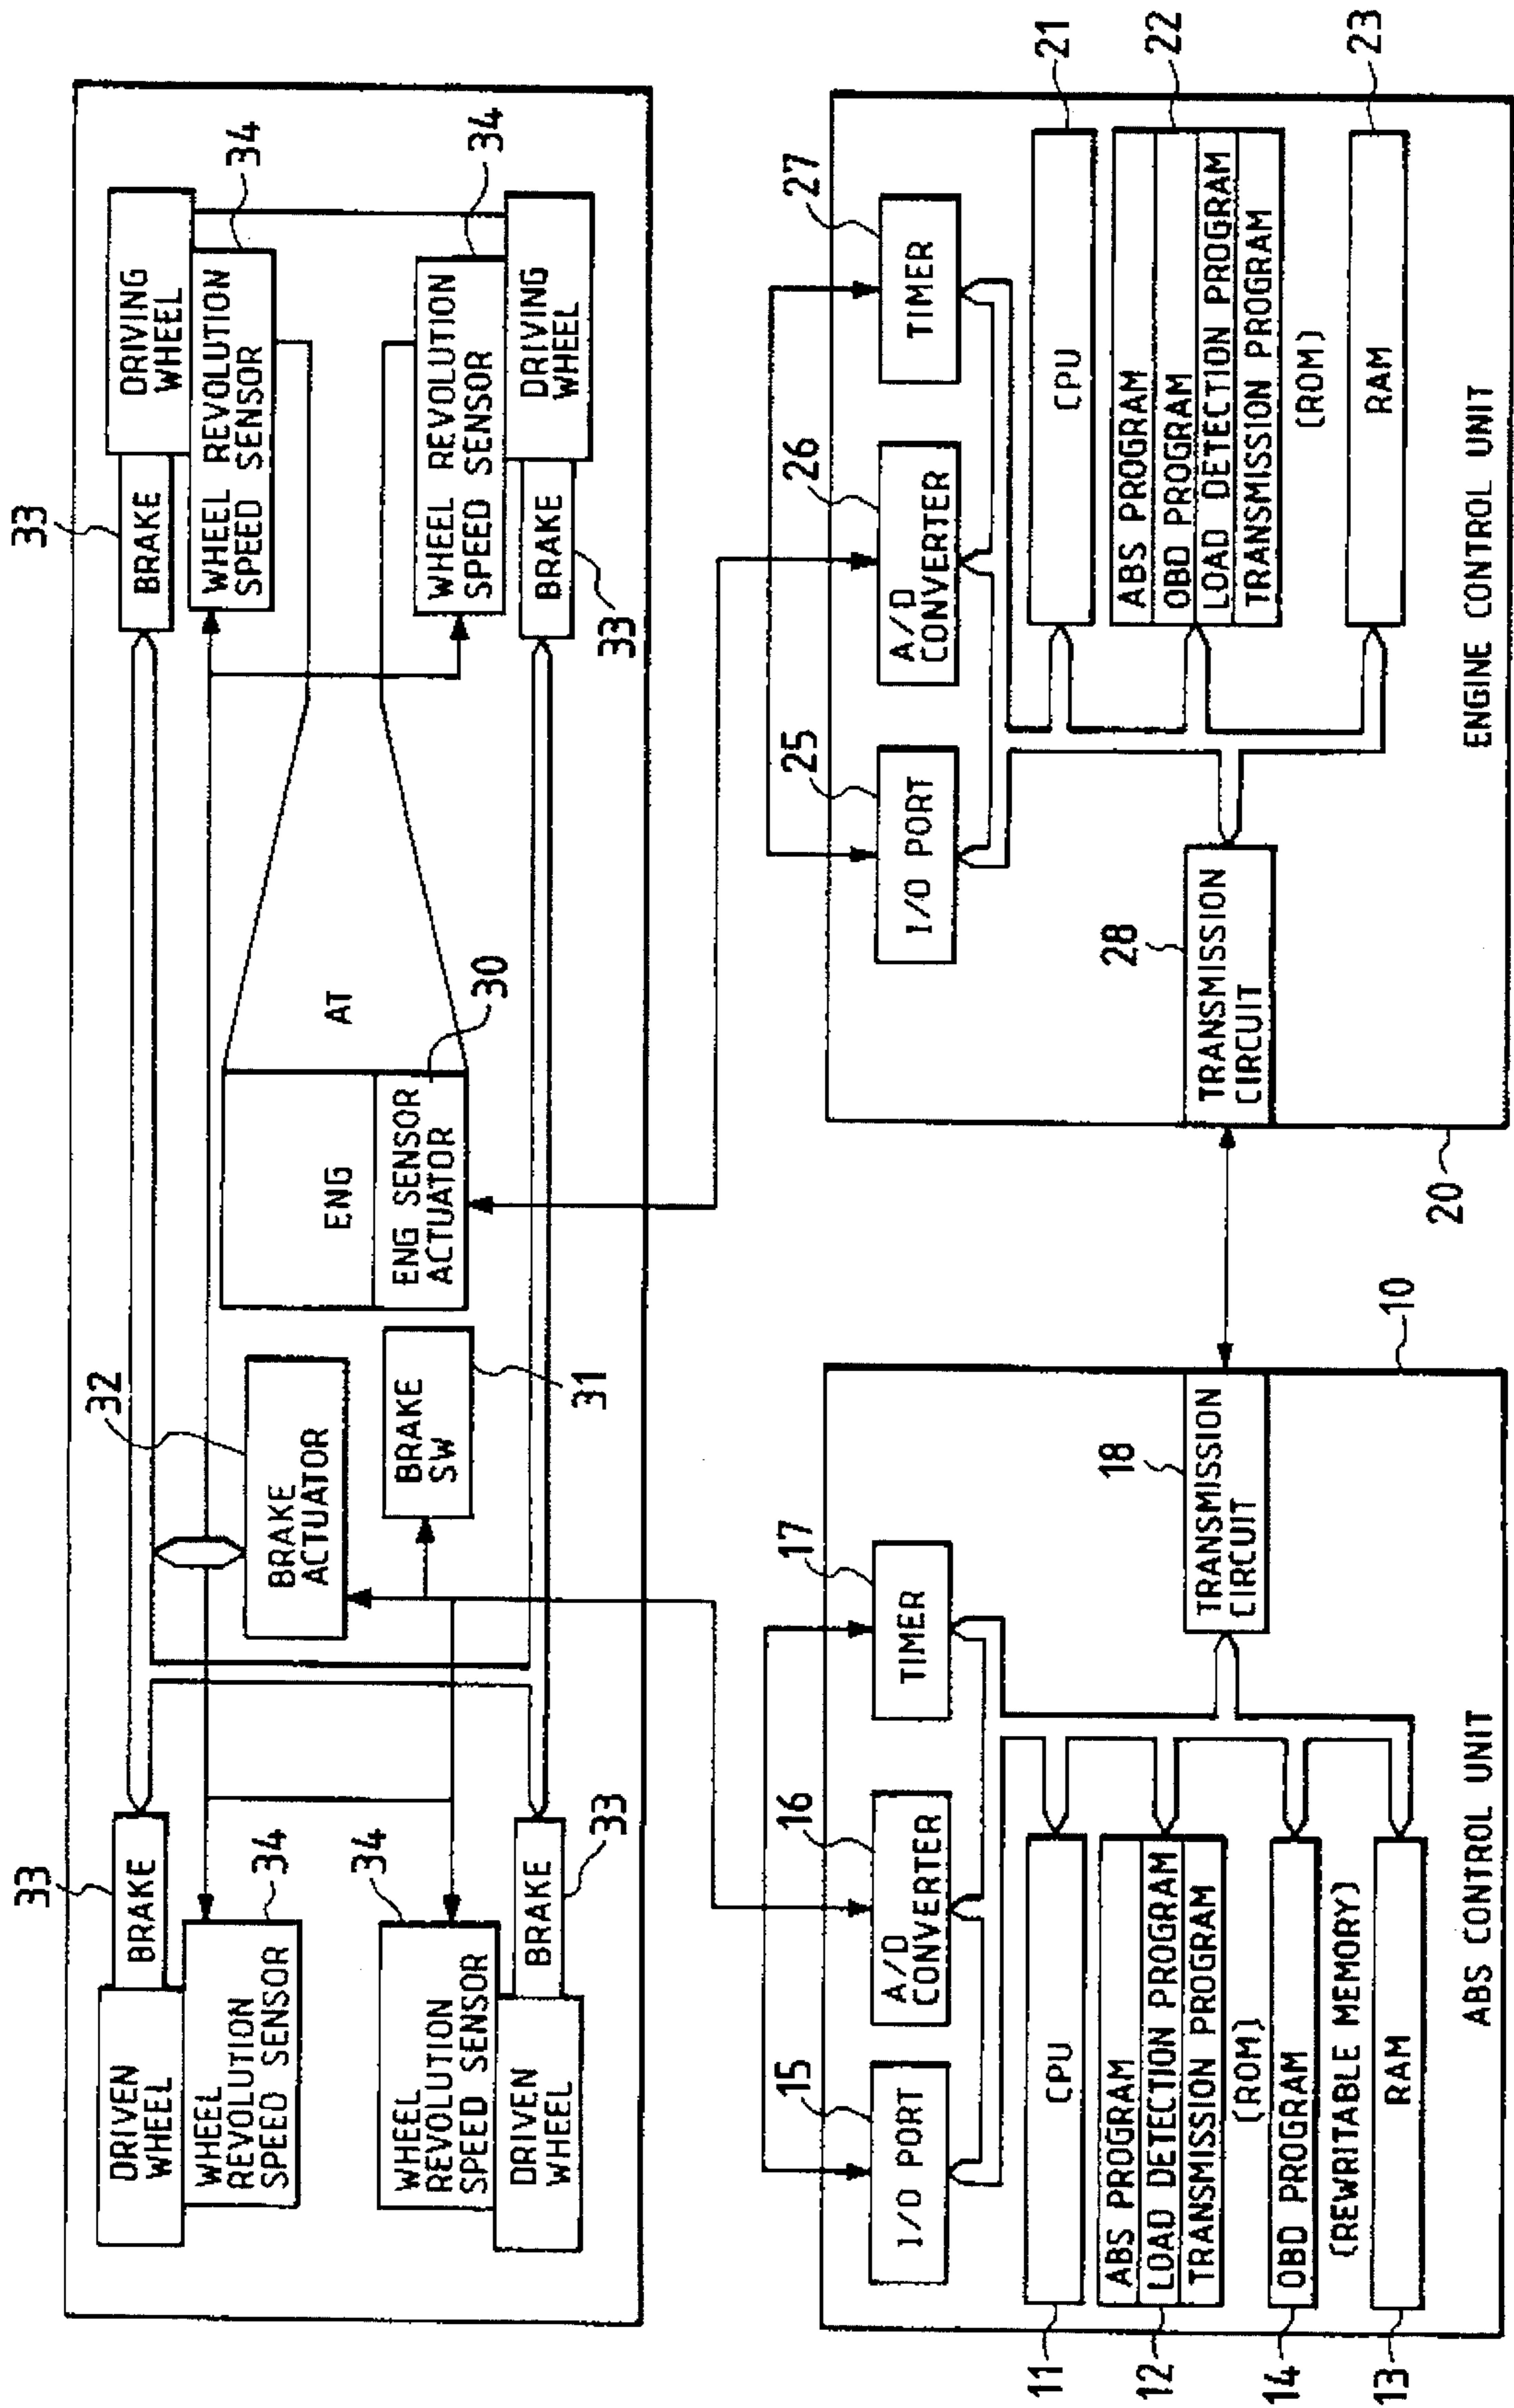 33
BRAKE
DRIVEN
WHEEL
WHEEL
REVOLUTION
SPEED SENSOR
34
34
WHEEL
REVOLUTION
SPEED SENSOR
DRIVEN
WHEEL
BRAKE
33
32
BRAKE
ACTUATOR
BRAKE
SW
31
ENG
ENG SENSOR
ACTUATOR
30
AT
33
BRAKE
DRIVING
WHEEL
WHEEL REVOLUTION
SPEED SENSOR
34
34
WHEEL REVOLUTION
SPEED SENSOR
DRIVING
WHEEL
BRAKE
33
15
I/O PORT
16
A/D
CONVERTER
17
TIMER
11
CPU
12
ABS PROGRAM
LOAD DETECTION PROGRAM
TRANSMISSION PROGRAM
(ROM)
14
OBD PROGRAM
(REWRITABLE MEMORY)
13
RAM
18
TRANSMISSION
CIRCUIT
10
ABS CONTROL UNIT
25
I/O PORT
26
A/D
CONVERTER
27
TIMER
21
CPU
22
ABS PROGRAM
OBD PROGRAM
LOAD DETECTION PROGRAM
TRANSMISSION PROGRAM
(ROM)
23
RAM
28
TRANSMISSION
CIRCUIT
20
ENGINE CONTROL UNIT